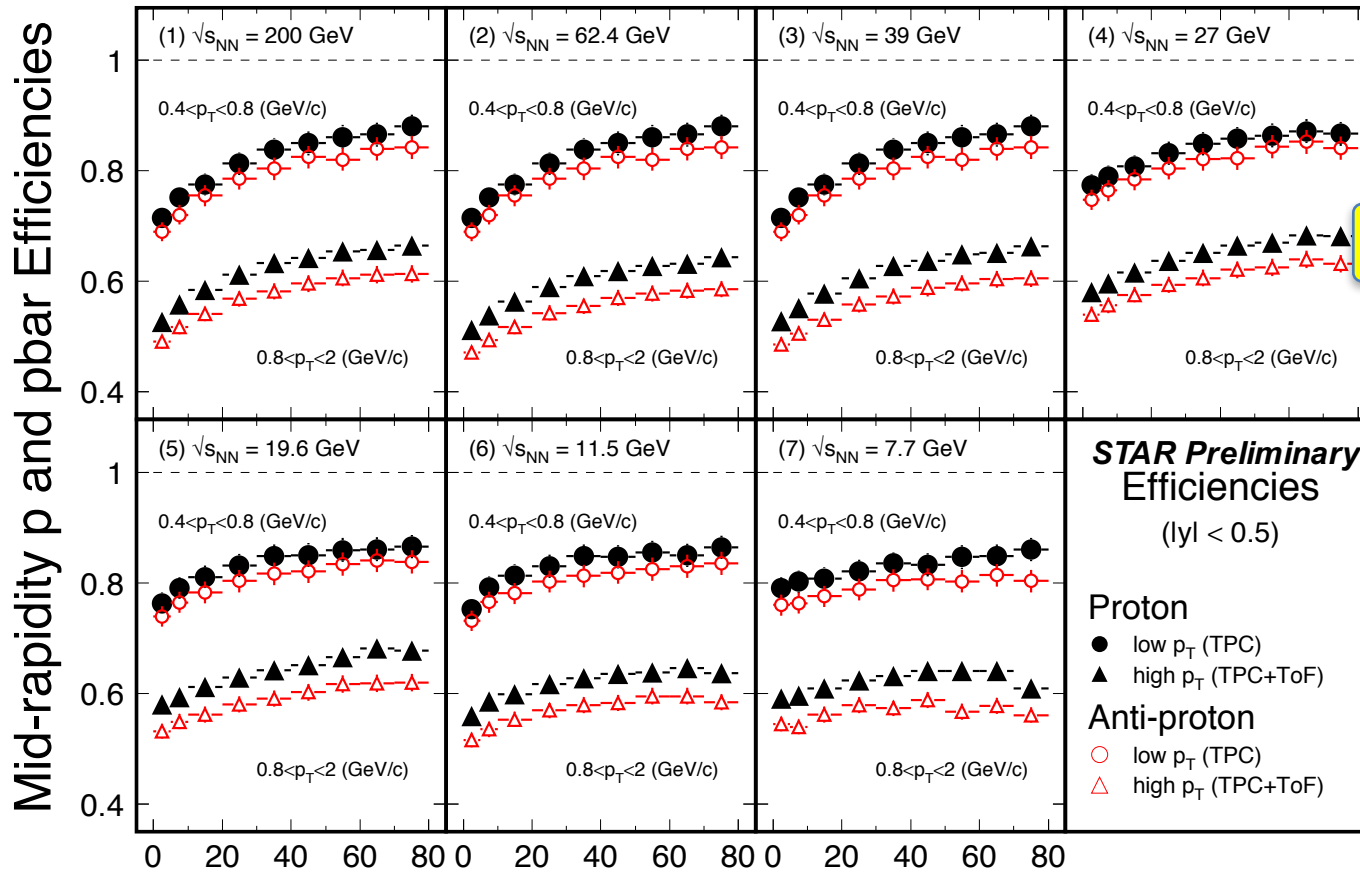 Mid-rapidity p and pbar Efficiencies
(1) √sNN = 200 GeV
(2) √sNN = 62.4 GeV
(3) √sNN = 39 GeV
(4) √sNN = 27 GeV
1
0.4<pT<0.8 (GeV/c)
0.4<pT<0.8 (GeV/c)
0.4<pT<0.8 (GeV/c)
0.4<pT<0.8 (GeV/c)
0.8
0.6
0.8<pT<2 (GeV/c)
0.8<pT<2 (GeV/c)
0.8<pT<2 (GeV/c)
0.8<pT<2 (GeV/c)
0.4
(5) √sNN = 19.6 GeV
(6) √sNN = 11.5 GeV
(7) √sNN = 7.7 GeV
1
0.4<pT<0.8 (GeV/c)
0.4<pT<0.8 (GeV/c)
0.4<pT<0.8 (GeV/c)
0.8
0.6
0.8<pT<2 (GeV/c)
0.8<pT<2 (GeV/c)
0.8<pT<2 (GeV/c)
0.4
0 20 40 60 80
0 20 40 60 80
0 20 40 60 80
STAR Preliminary
Efficiencies
(|y| < 0.5)
Proton
low pT (TPC)
high pT (TPC+ToF)
Anti-proton
low pT (TPC)
high pT (TPC+ToF)